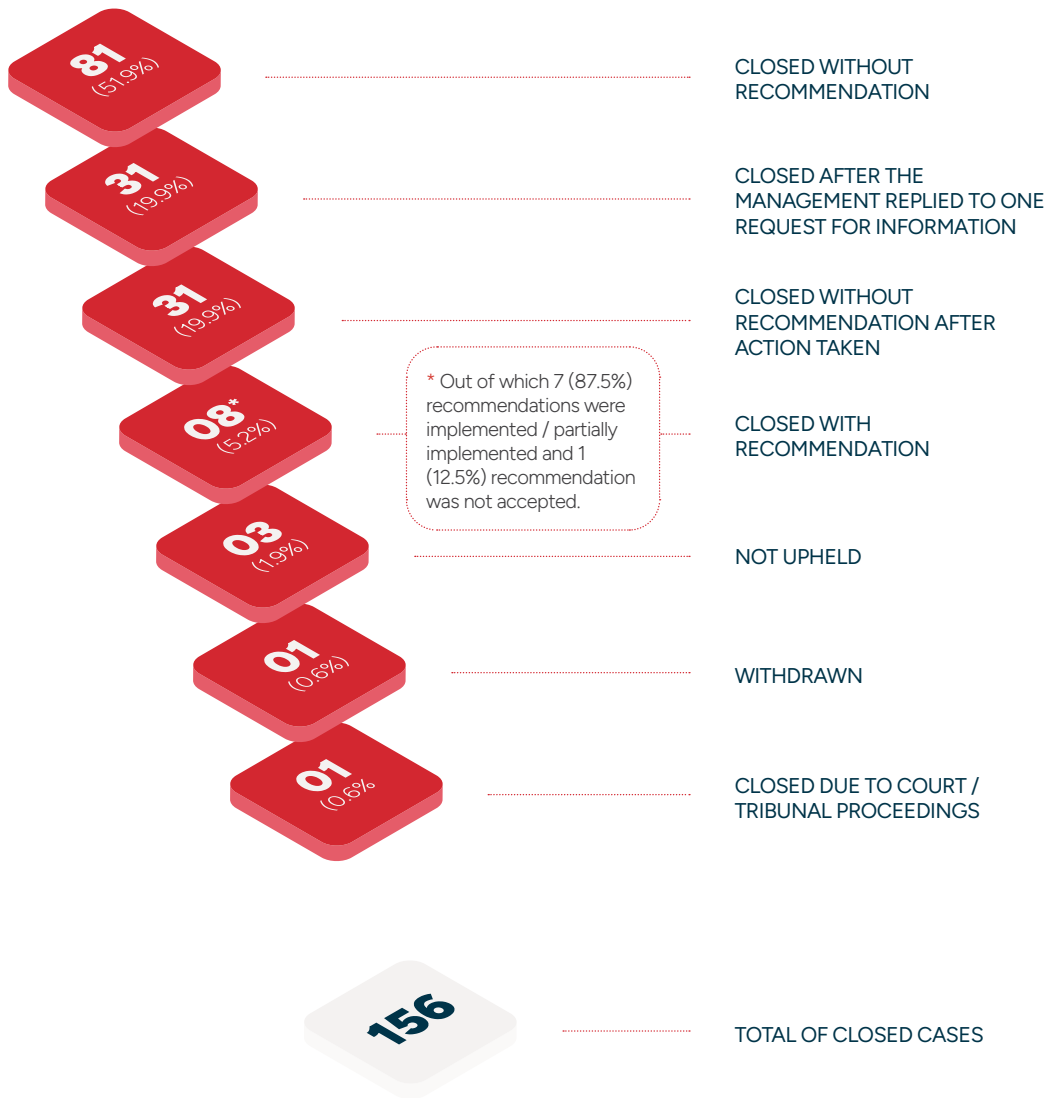 81
(51.9%)
CLOSED WITHOUT
RECOMMENDATION
31
(19.9%)
CLOSED AFTER THE
MANAGEMENT REPLIED TO ONE
REQUEST FOR INFORMATION
31
(19.9%)
CLOSED WITHOUT
RECOMMENDATION AFTER
ACTION TAKEN
08*
(5.2%)
* Out of which 7 (87.5%)
recommendations were
implemented / partially
implemented and 1
(12.5%) recommendation
was not accepted.
CLOSED WITH
RECOMMENDATION
03
(1.9%)
NOT UPHELD
01
(0.6%)
WITHDRAWN
01
(0.6%
CLOSED DUE TO COURT /
TRIBUNAL PROCEEDINGS
156
TOTAL OF CLOSED CASES